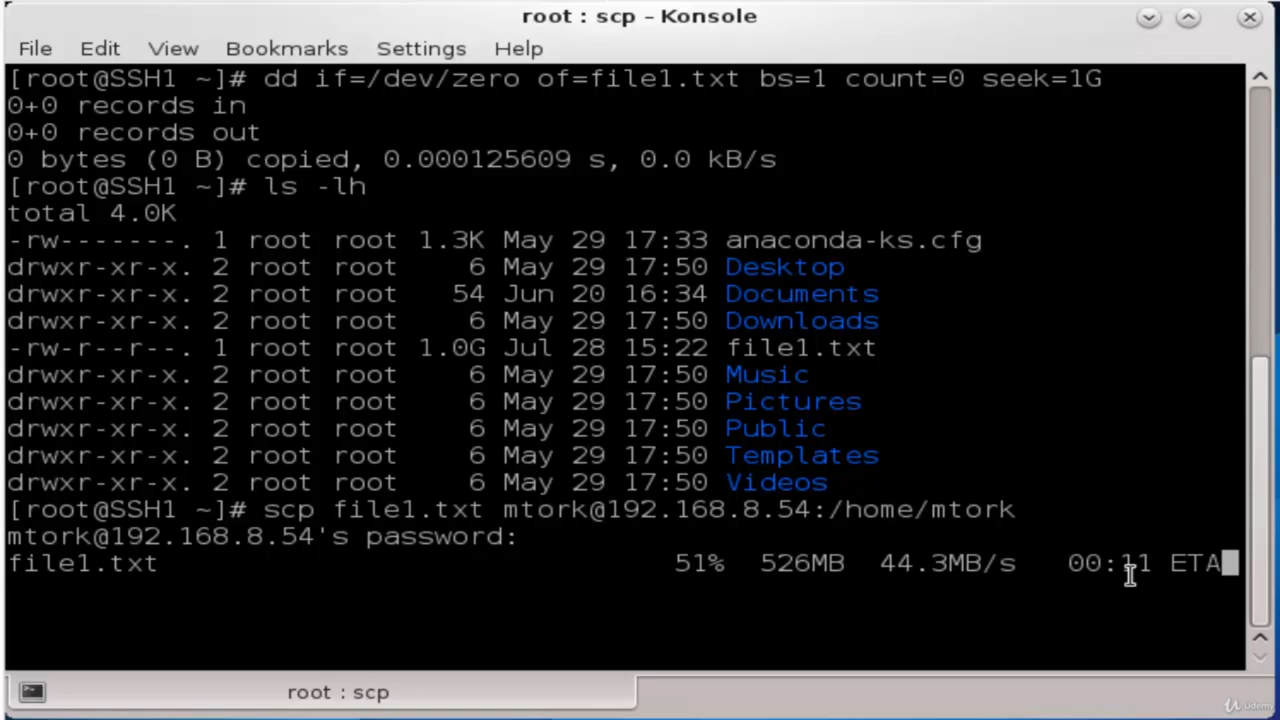 root : scp – Konsole
File Edit View Bookmarks Settings Help
[root@SSH1 ~]# dd if=/dev/zero of=file1.txt bs=1 count=0 seek=1G
0+0 records in
0+0 records out
0 bytes (0 B) copied, 0.000125609 s, 0.0 kB/s
[root@SSH1 ~]# ls -lh
total 4.0K
-rw-------. 1 root root 1.3K May 29 17:33 anaconda-ks.cfg
drwxr-xr-x. 2 root root    6 May 29 17:50 Desktop
drwxr-xr-x. 2 root root   54 Jun 20 16:34 Documents
drwxr-xr-x. 2 root root    6 May 29 17:50 Downloads
-rw-r--r--. 1 root root 1.0G Jul 28 15:22 file1.txt
drwxr-xr-x. 2 root root    6 May 29 17:50 Music
drwxr-xr-x. 2 root root    6 May 29 17:50 Pictures
drwxr-xr-x. 2 root root    6 May 29 17:50 Public
drwxr-xr-x. 2 root root    6 May 29 17:50 Templates
drwxr-xr-x. 2 root root    6 May 29 17:50 Videos
[root@SSH1 ~]# scp file1.txt mtork@192.168.8.54:/home/mtork
mtork@192.168.8.54's password:
file1.txt 51% 526MB 44.3MB/s 00:11 ETA
root : scp
Udemy